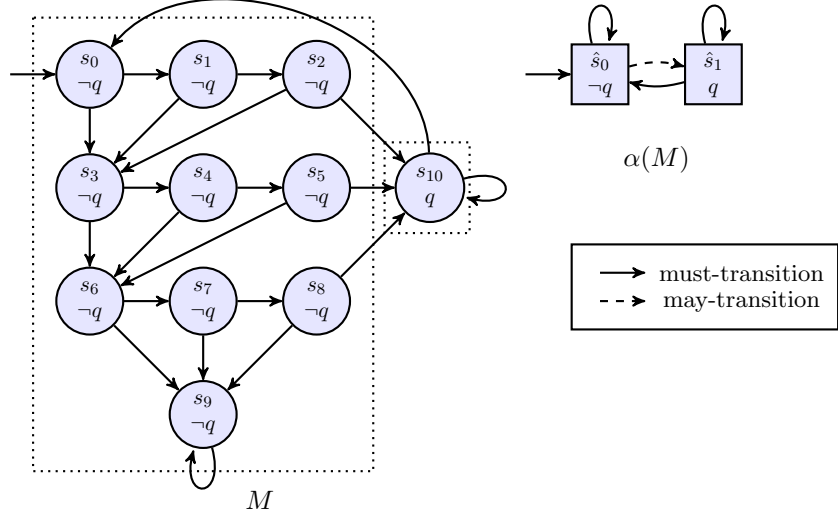 s₀ s₁ s₂
¬q ¬q ¬q
ŝ₀ ŝ₁
¬q q
α(M)
s₃ s₄ s₅ s₁₀
¬q ¬q ¬q q
s₆ s₇ s₈
¬q ¬q ¬q
must-transition
may-transition
s₉
¬q
M